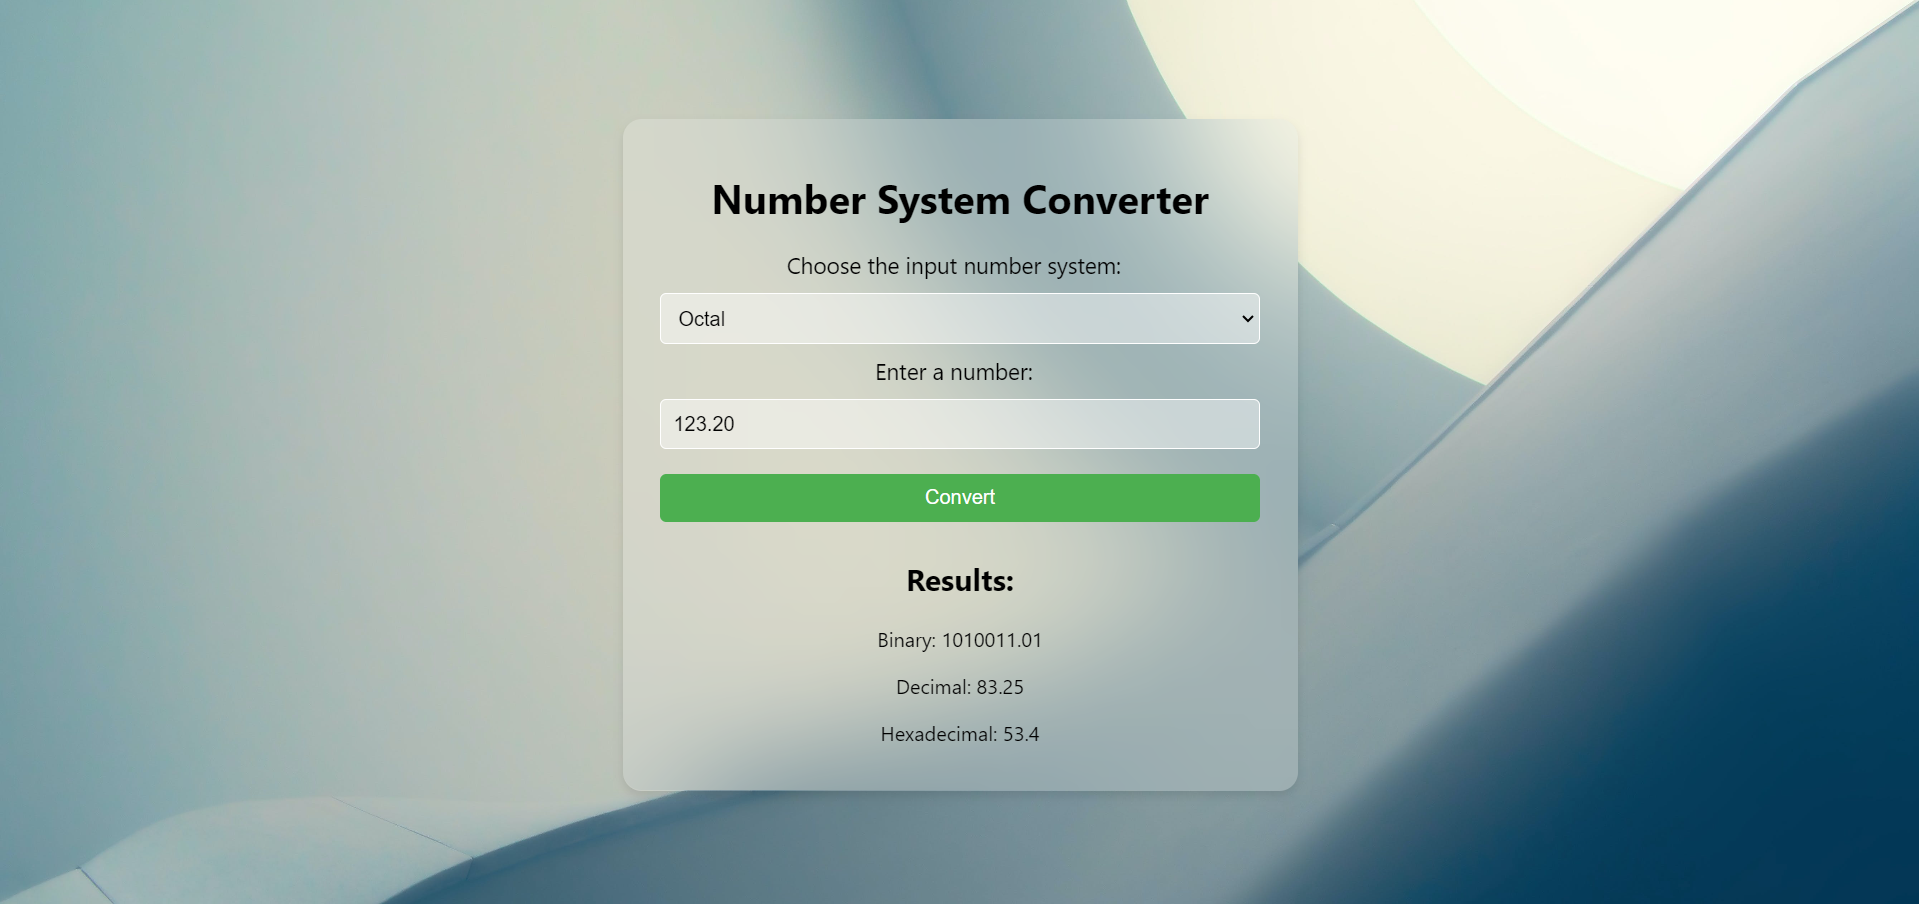 Number System Converter
Choose the input number system:
Octal
Enter a number:
123.20
Convert
Results:
Binary: 1010011.01
Decimal: 83.25
Hexadecimal: 53.4